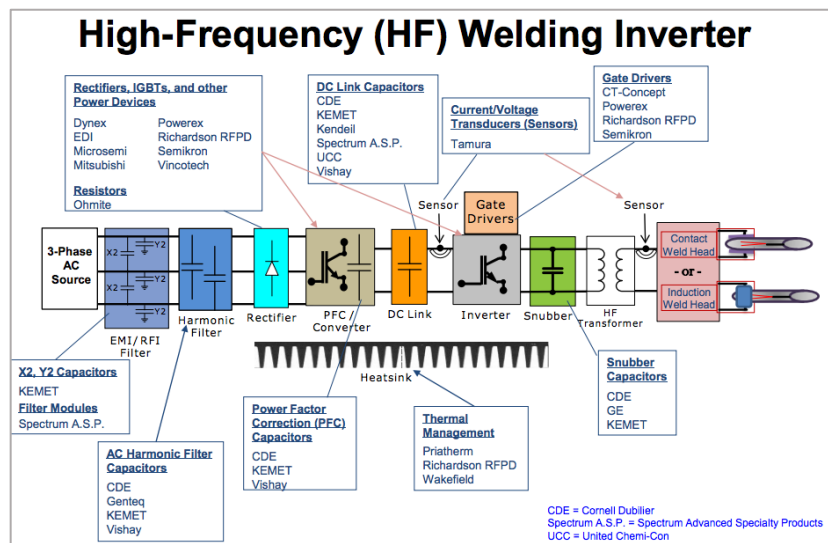 High-Frequency (HF) Welding Inverter
Rectifiers, IGBTs, and other
Power Devices
Dynex Powerex
EDI Richardson RFPD
Microsemi Semikron
Mitsubishi Vincotech
Resistors
Ohmite
DC Link Capacitors
CDE
KEMET
Kendeil
Spectrum A.S.P.
UCC
Vishay
Current/Voltage
Transducers (Sensors)
Tamura
Gate Drivers
CT-Concept
Powerex
Richardson RFPD
Semikron
Sensor
Gate
Drivers
Sensor
3-Phase
AC
Source
X2
X2
Y2
Y2
Y2
Y2
Y2
EMI/RFI
Filter
Harmonic
Filter
Rectifier
PFC /
Converter
DC Link
Inverter
Snubber
HF
Transformer
Contact
Weld Head
- or -
Induction
Weld Head
Heatsink
X2, Y2 Capacitors
KEMET
Filter Modules
Spectrum A.S.P.
AC Harmonic Filter
Capacitors
CDE
Genteq
KEMET
Vishay
Power Factor
Correction (PFC)
Capacitors
CDE
KEMET
Vishay
Thermal
Management
Priatherm
Richardson RFPD
Wakefield
Snubber
Capacitors
CDE
GE
KEMET
CDE = Cornell Dubilier
Spectrum A.S.P. = Spectrum Advanced Specialty Products
UCC = United Chemi-Con